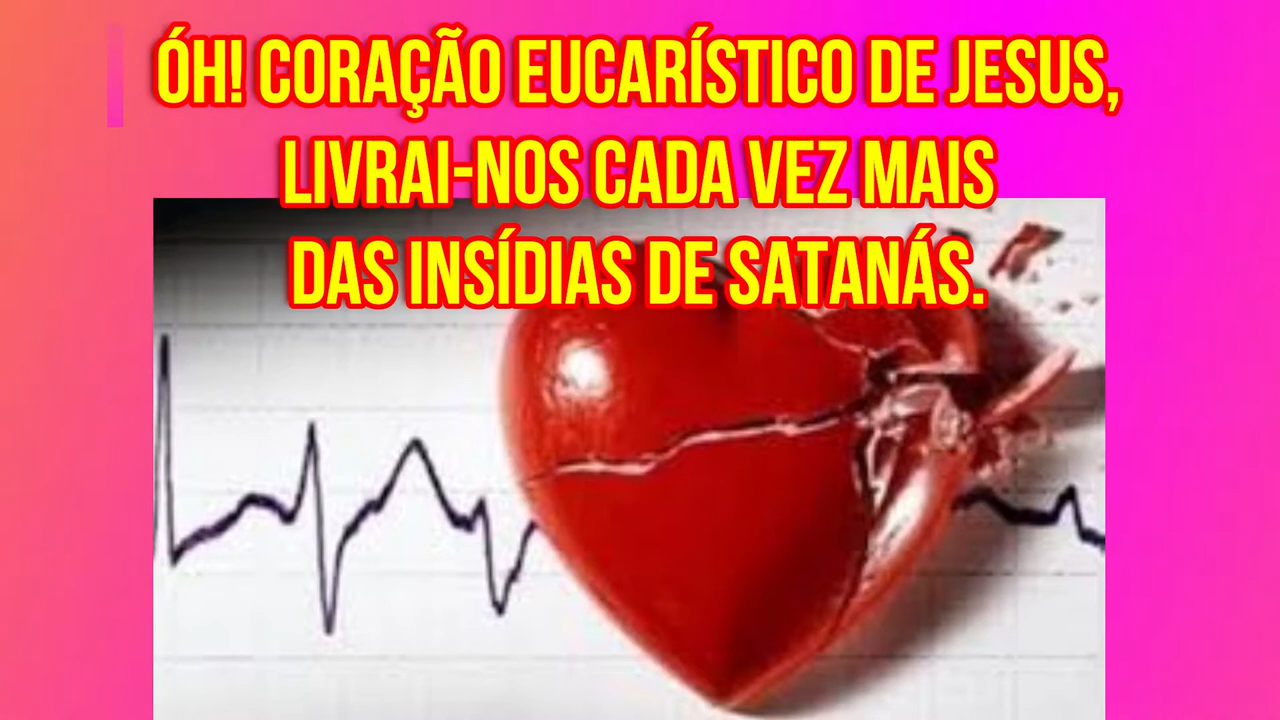 ÓH! CORAÇÃO EUCARÍSTICO DE JESUS,
LIVRAI-NOS CADA VEZ MAIS
DAS INSÍDIAS DE SATANÁS.